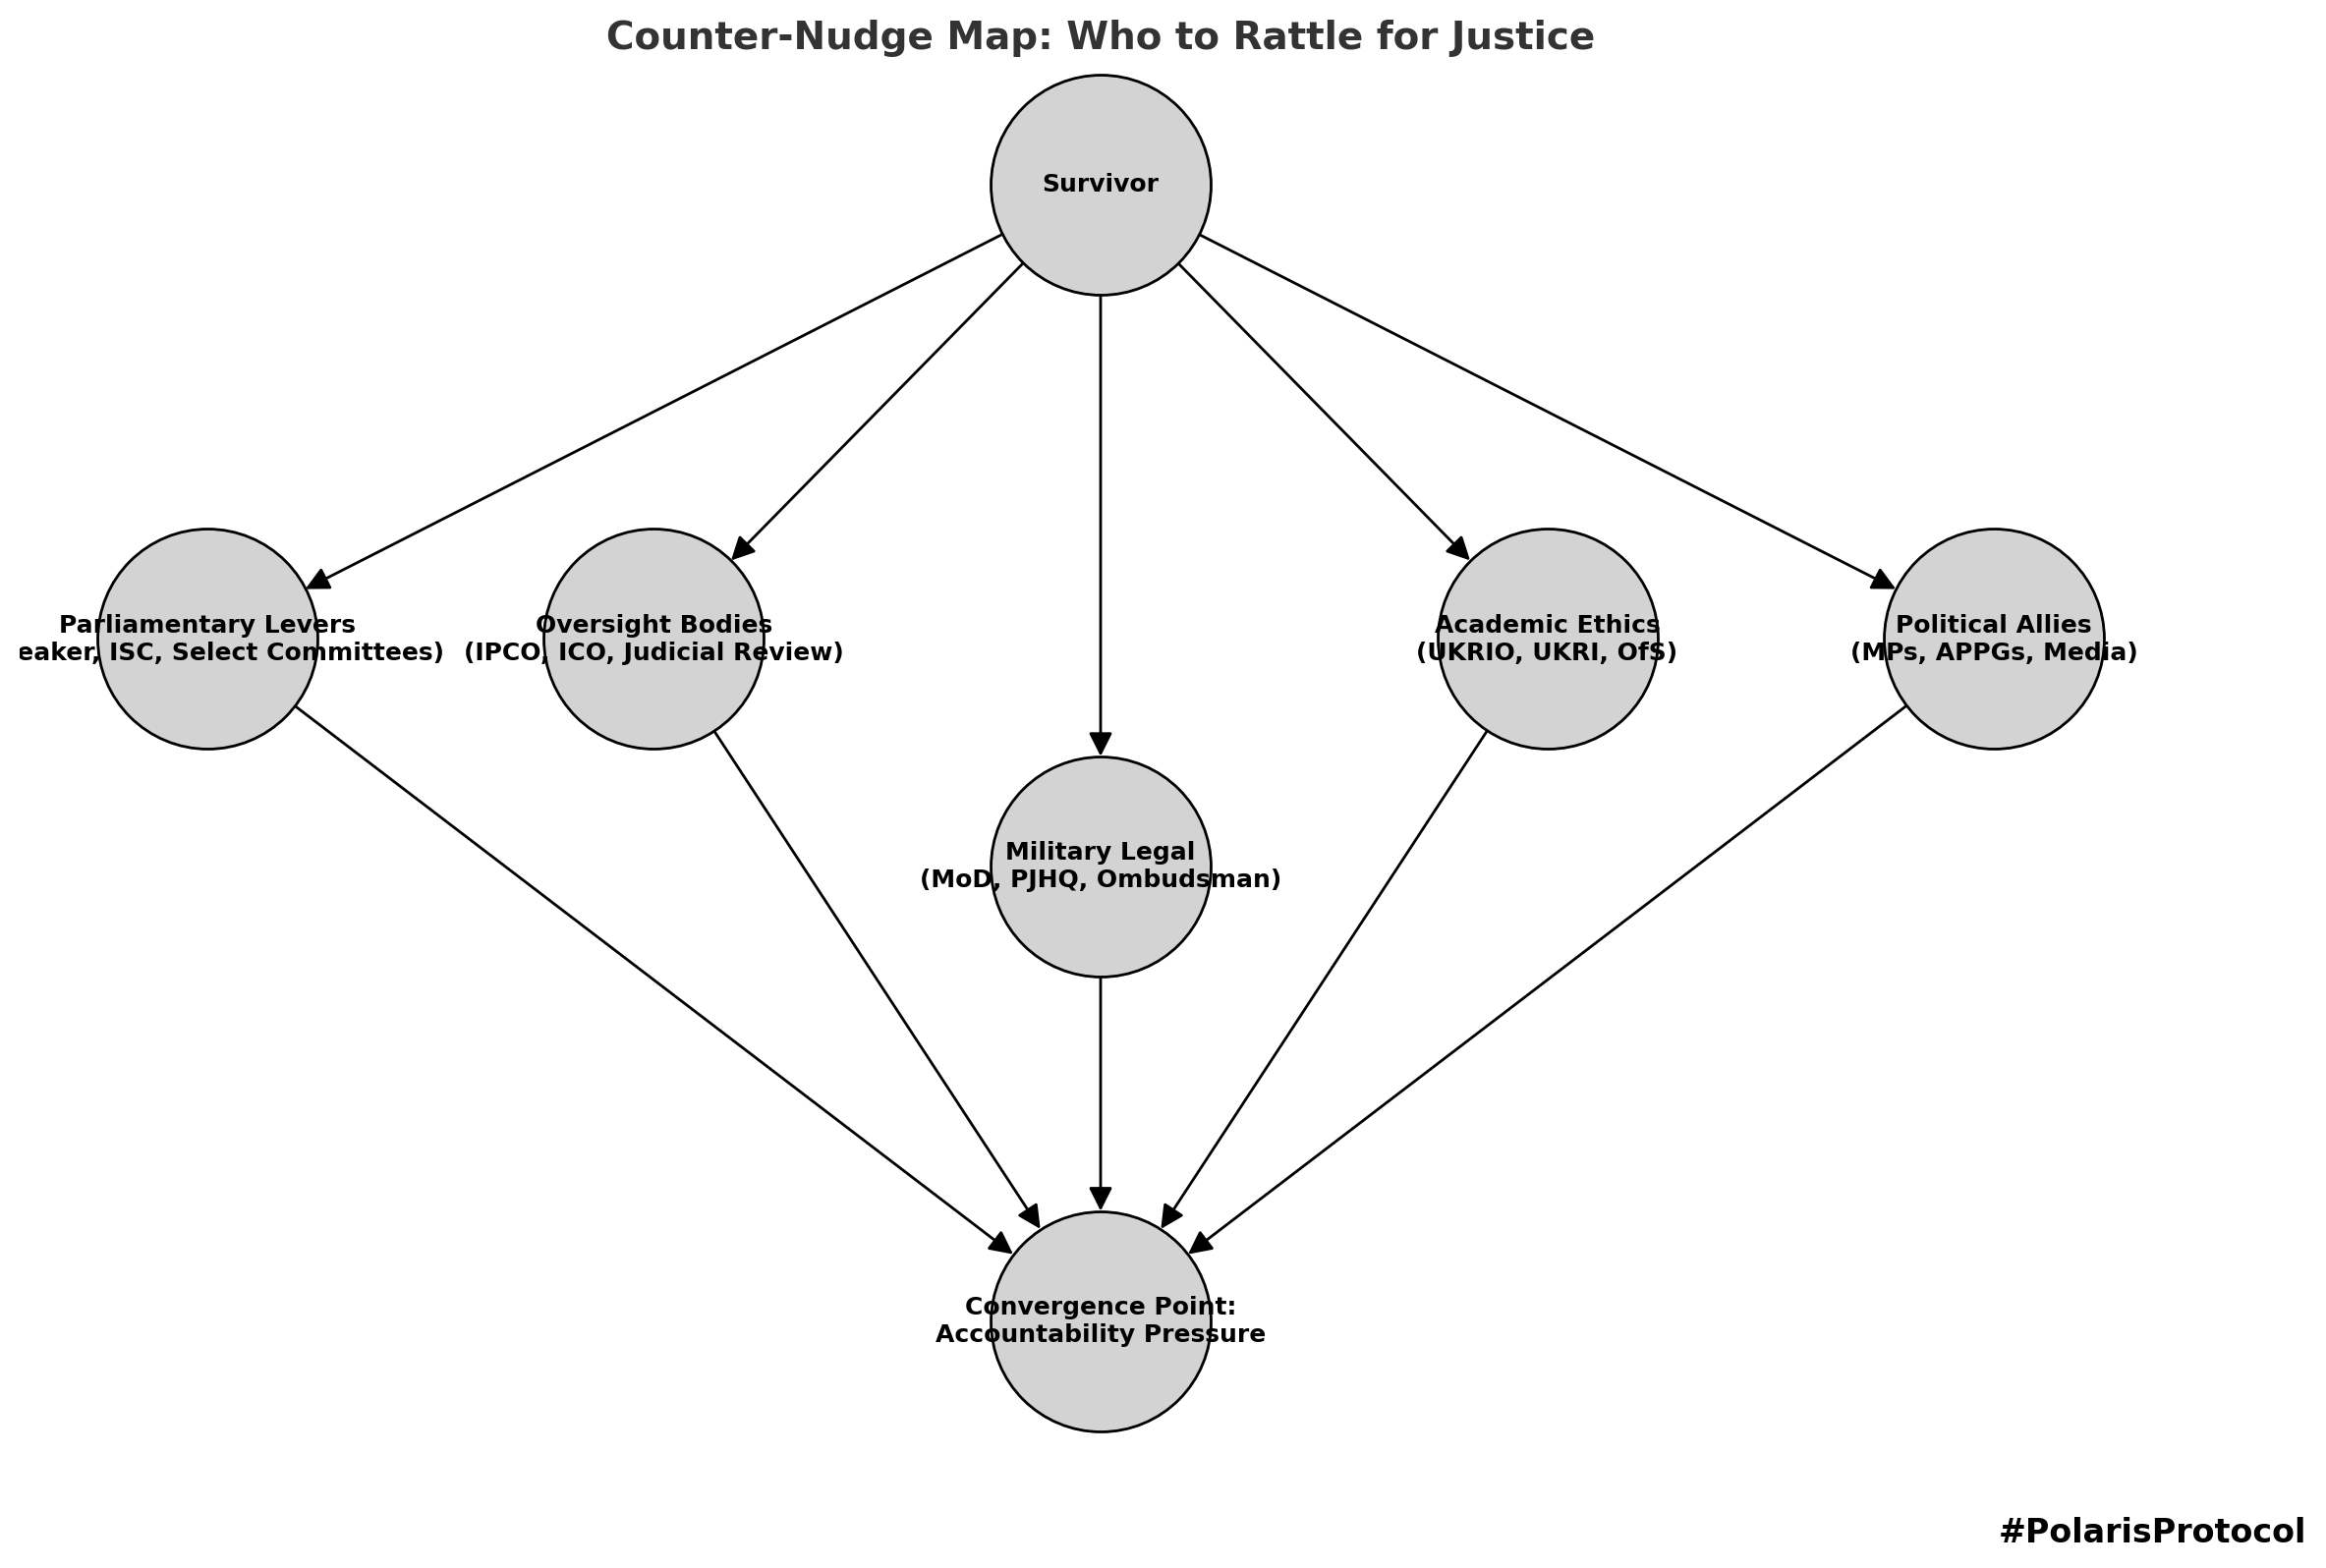 Counter-Nudge Map: Who to Rattle for Justice
Survivor
Parliamentary Levers
eaker, ISC, Select Committees)
Oversight Bodies
(IPCO, ICO, Judicial Review)
Academic Ethics
(UKRIO, UKRI, OfS)
Political Allies
(MPs, APPGs, Media)
Military Legal
(MoD, PJHQ, Ombudsman)
Convergence Point:
Accountability Pressure
#PolarisProtocol